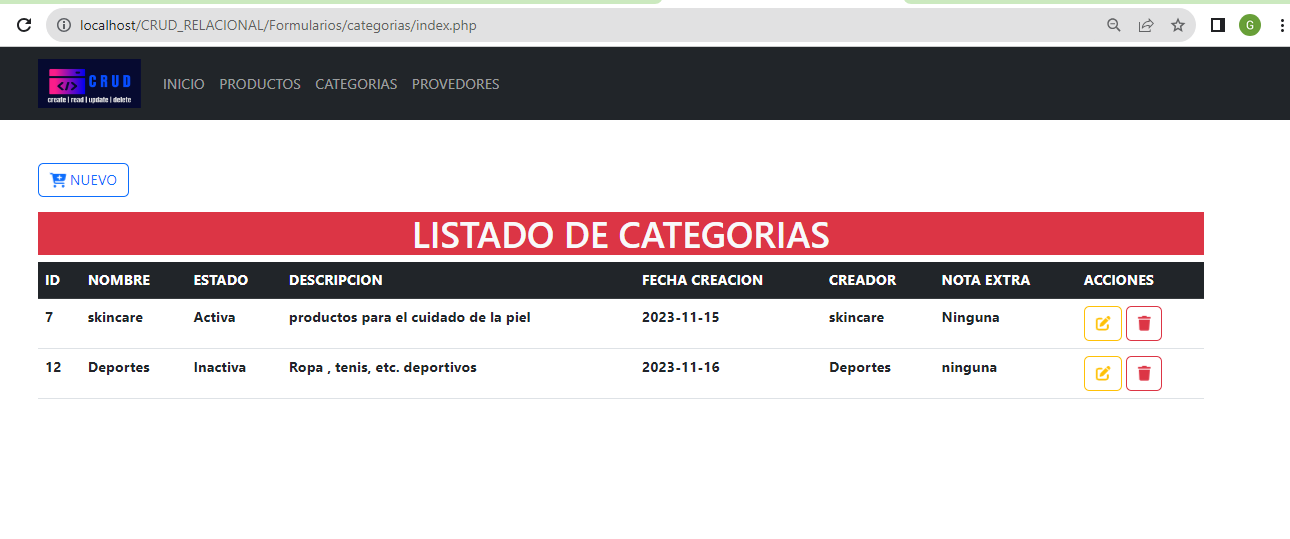 localhost/CRUD_RELACIONAL/Formularios/categorias/index.php
G
</> CRUD
create | read | update | delete
INICIO PRODUCTOS CATEGORIAS PROVEDORES
NUEVO
LISTADO DE CATEGORIAS
ID NOMBRE ESTADO DESCRIPCION FECHA CREACION CREADOR NOTA EXTRA ACCIONES
7 skincare Activa productos para el cuidado de la piel 2023-11-15 skincare Ninguna
12 Deportes Inactiva Ropa , tenis, etc. deportivos 2023-11-16 Deportes ninguna